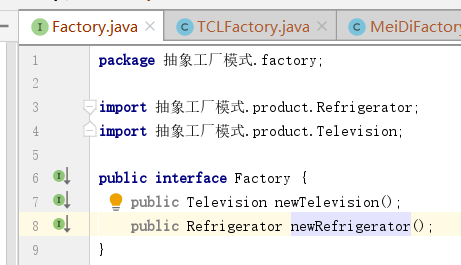 Factory.java × TCLFactory.java × MeiDiFactory
1 package 抽象工厂模式.factory;
2
3 import 抽象工厂模式.product.Refrigerator;
4 import 抽象工厂模式.product.Television;
5
6 public interface Factory {
7 public Television newTelevision();
8 public Refrigerator newRefrigerator();
9 }